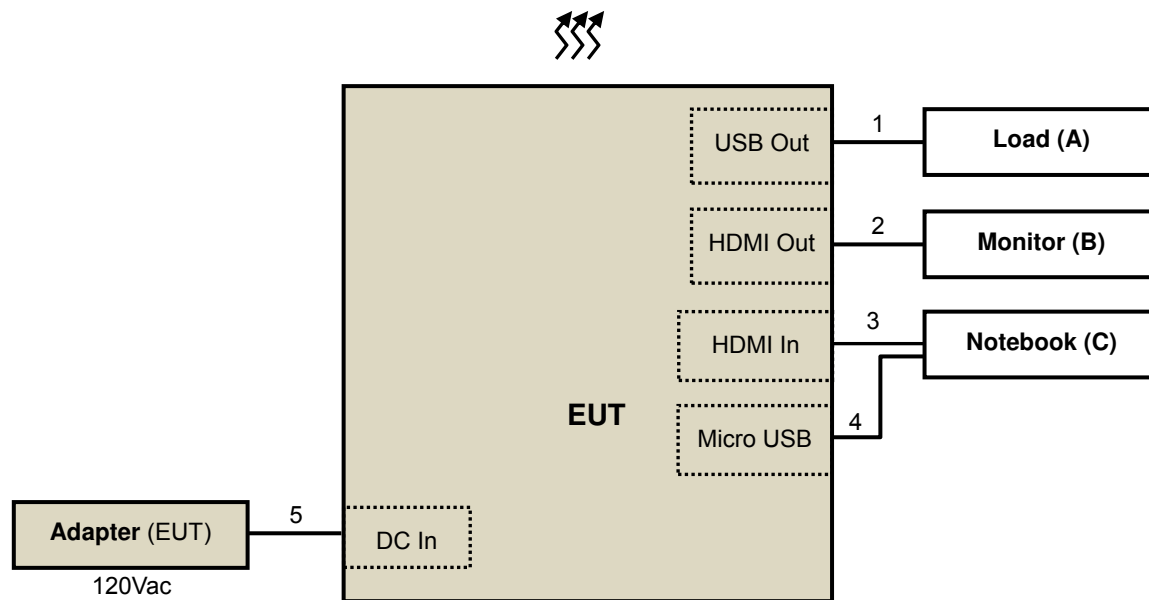 USB Out
1
Load (A)
HDMI Out
2
Monitor (B)
HDMI In
3
Notebook (C)
EUT
Micro USB
4
Adapter (EUT)
5
DC In
120Vac